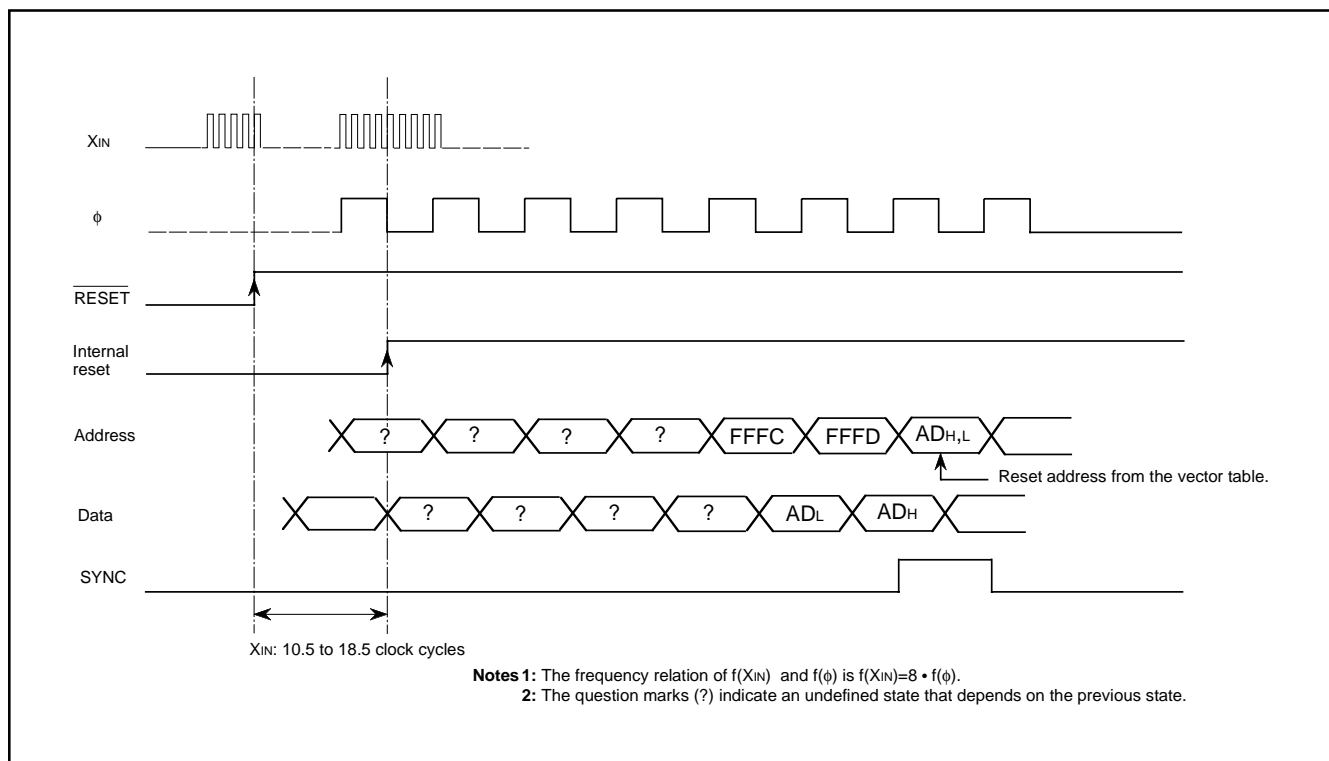 XIN
ϕ
RESET
Internal
reset
Address
? ? ? ? FFFC FFFD ADH,L
Reset address from the vector table.
Data
? ? ? ? ADL ADH
SYNC
XIN: 10.5 to 18.5 clock cycles
Notes 1: The frequency relation of f(XIN) and f(ϕ) is f(XIN)=8 • f(ϕ).
2: The question marks (?) indicate an undefined state that depends on the previous state.